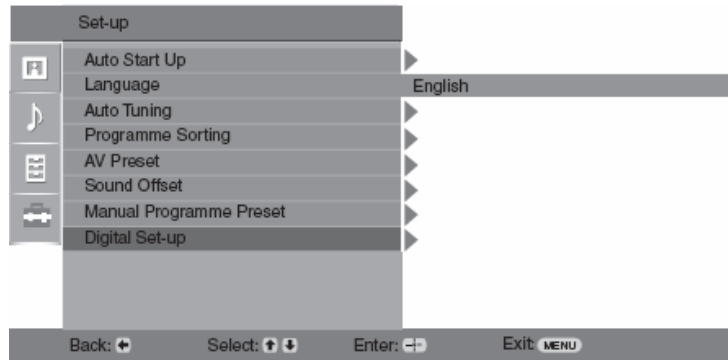 Set-up
Auto Start Up
Language English
Auto Tuning
Programme Sorting
AV Preset
Sound Offset
Manual Programme Preset
Digital Set-up
Back: Select: Enter: Exit: MENU